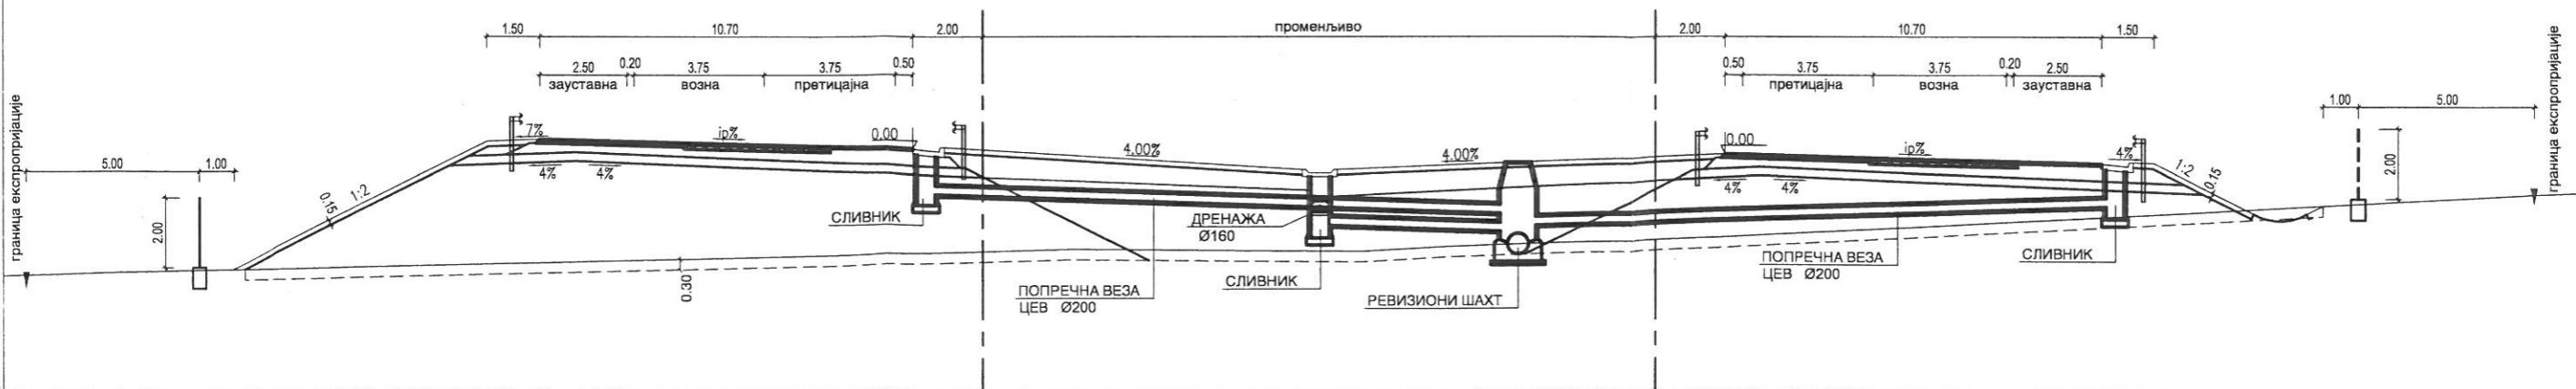 1.50 10.70 2.00 променљиво 2.00 10.70 1.50
2.50 0.20 3.75 3.75 0.50 0.50 3.75 3.75 0.20 2.50
зауставна возна претицајна претицајна возна зауставна
граница експропријације
граница експропријације
5.00 1.00
1.00 5.00
2.00
2.00
7% ip% 0.00 4.00% 4.00% 0.00 ip% 4%
4% 4% 4% 4%
0.15 1:2
1:2 0.15
СЛИВНИК
ДРЕНАЖА
Ø160
СЛИВНИК
0.30
ПОПРЕЧНА ВЕЗА
ЦЕВ Ø200
РЕВИЗИОНИ ШАХТ
ПОПРЕЧНА ВЕЗА
ЦЕВ Ø200
СЛИВНИК